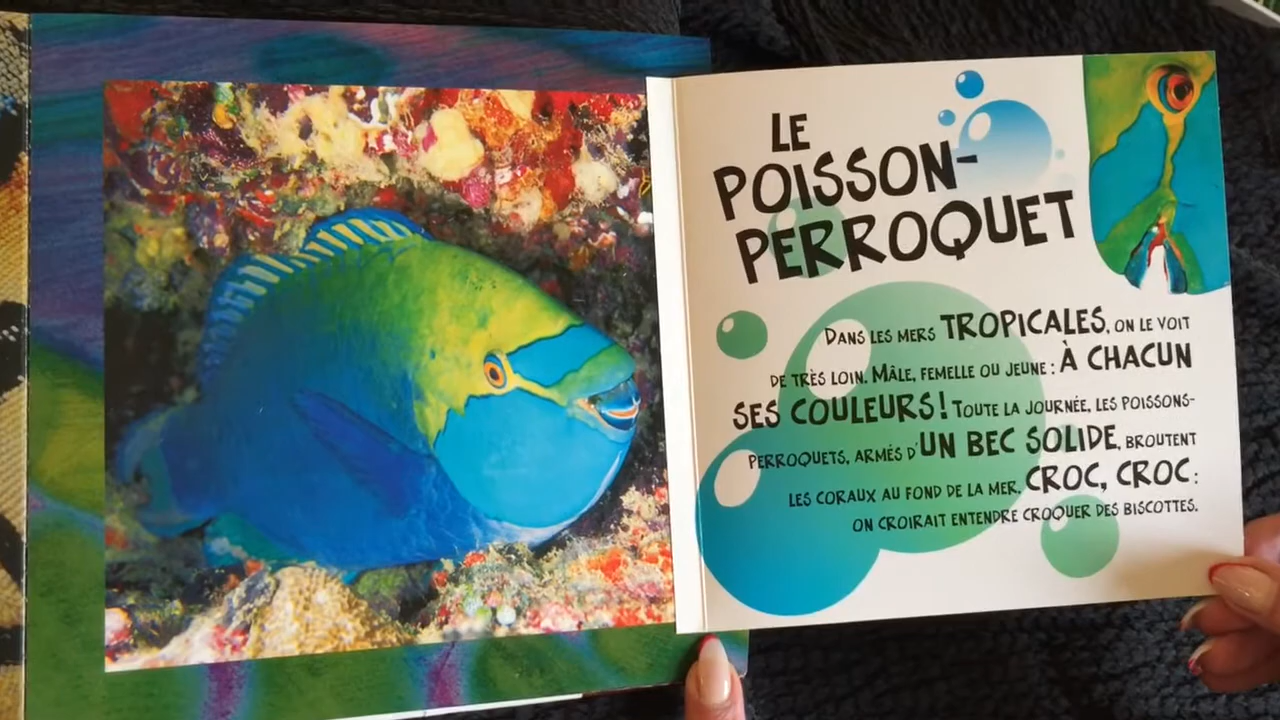 LE
POISSON-
PERROQUET
DANS LES MERS TROPICALES, ON LE VOIT
DE TRÈS LOIN. MÂLE, FEMELLE OU JEUNE : À CHACUN
SES COULEURS ! TOUTE LA JOURNÉE, LES POISSONS-
PERROQUETS, ARMÉS D'UN BEC SOLIDE, BROUTENT
LES CORAUX AU FOND DE LA MER. CROC, CROC :
ON CROIRAIT ENTENDRE CROQUER DES BISCOTTES.